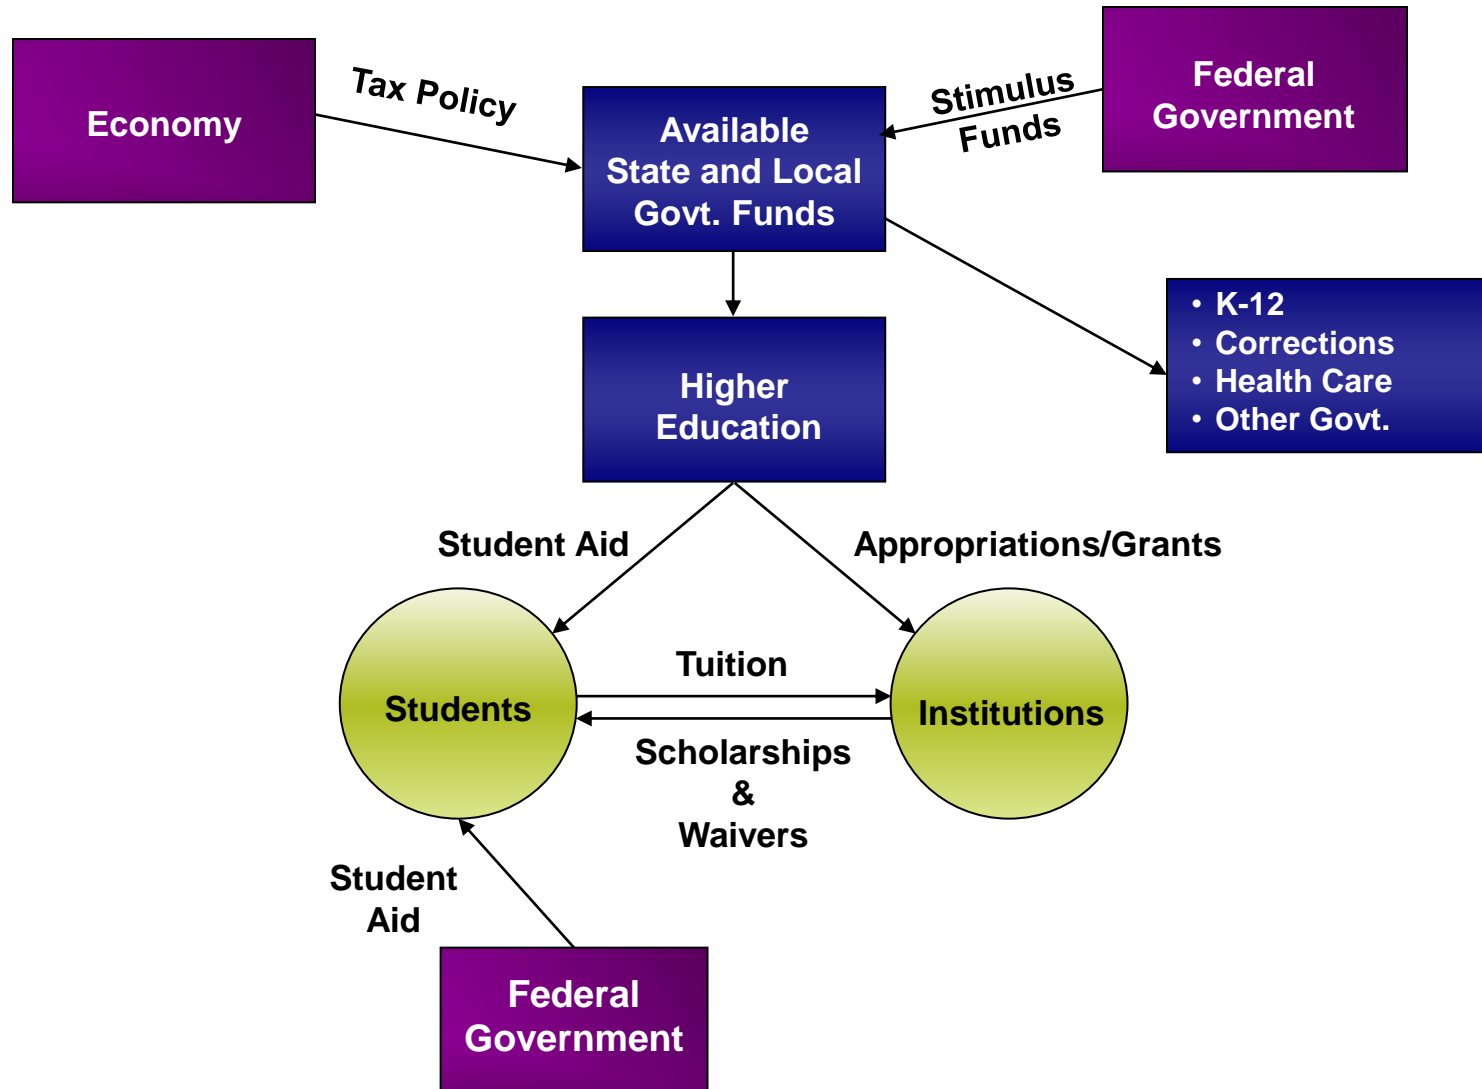 Economy
Tax Policy
Available
State and Local
Govt. Funds
Stimulus
Funds
Federal
Government
• K-12
• Corrections
• Health Care
• Other Govt.
Higher
Education
Student Aid
Appropriations/Grants
Students
Tuition
Institutions
Scholarships
&
Waivers
Student
Aid
Federal
Government